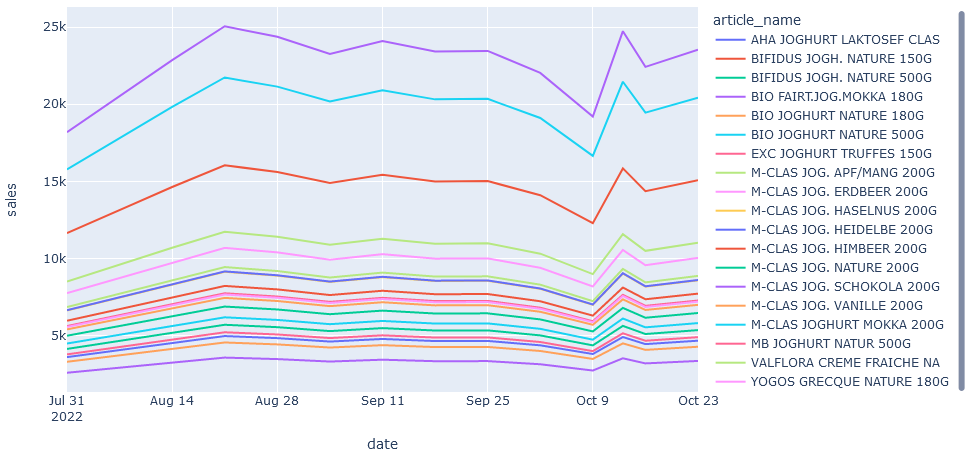 25k
20k
15k
10k
5k
sales
Jul 31
2022
Aug 14
Aug 28
Sep 11
Sep 25
Oct 9
Oct 23
date
article_name
AHA JOGHURT LAKTOSEF CLAS
BIFIDUS JOGH. NATURE 150G
BIFIDUS JOGH. NATURE 500G
BIO FAIRT.JOG.MOKKA 180G
BIO JOGHURT NATURE 180G
BIO JOGHURT NATURE 500G
EXC JOGHURT TRUFFES 150G
M-CLAS JOG. APF/MANG 200G
M-CLAS JOG. ERDBEER 200G
M-CLAS JOG. HASELNUS 200G
M-CLAS JOG. HEIDELBE 200G
M-CLAS JOG. HIMBEER 200G
M-CLAS JOG. NATURE 200G
M-CLAS JOG. SCHOKOLA 200G
M-CLAS JOG. VANILLE 200G
M-CLAS JOGHURT MOKKA 200G
MB JOGHURT NATUR 500G
VALFLORA CREME FRAICHE NA
YOGOS GRECQUE NATURE 180G